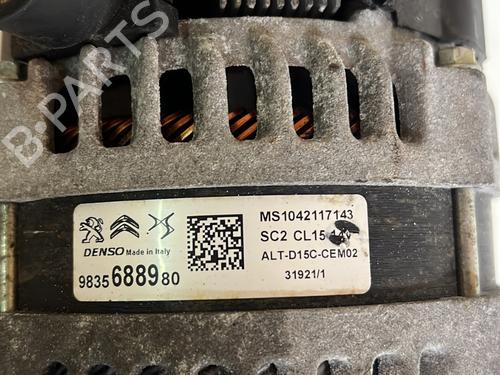 B-PARTS
DENSO Made in Italy
9835688980
MS1042117143
SC2 CL15
ALT-D15C-CEM02
31921/1